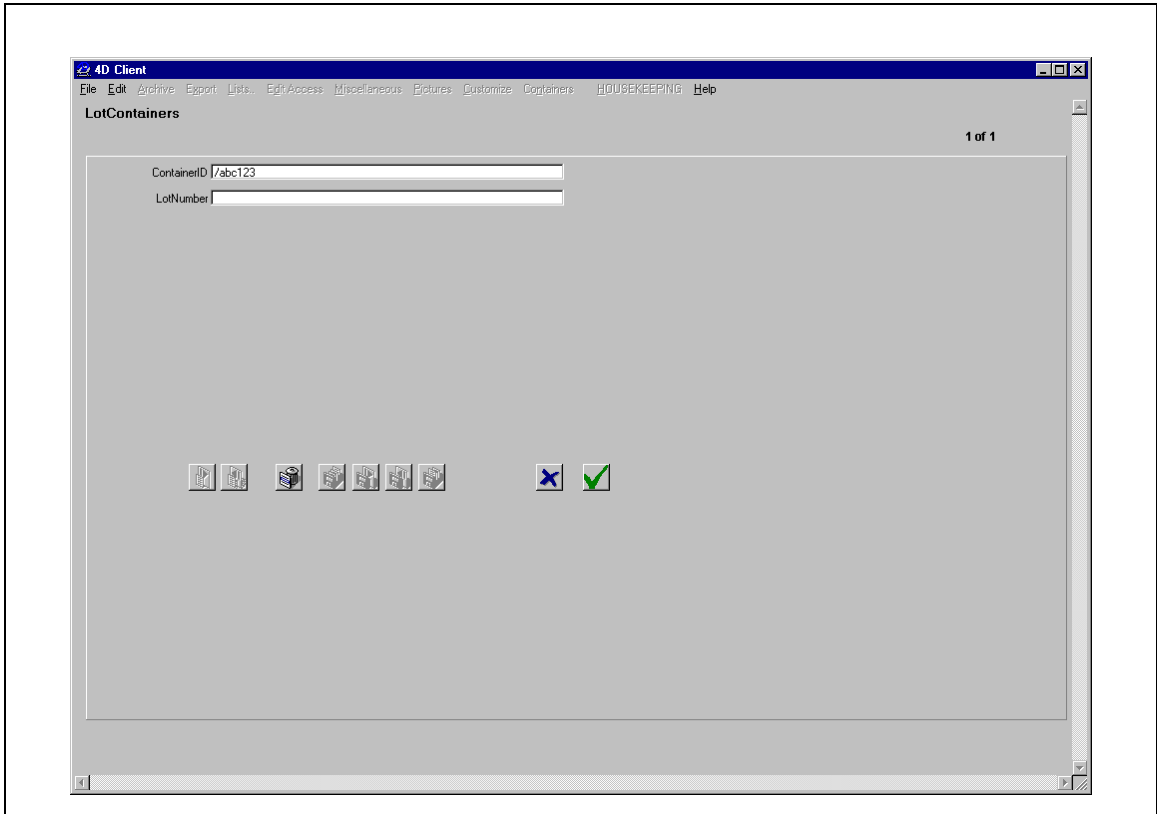 4D Client
File Edit Archive Export Lists.. Edit Access Miscellaneous Pictures Customize Containers HOUSEKEEPING Help
LotContainers
1 of 1
ContainerID /abc123
LotNumber